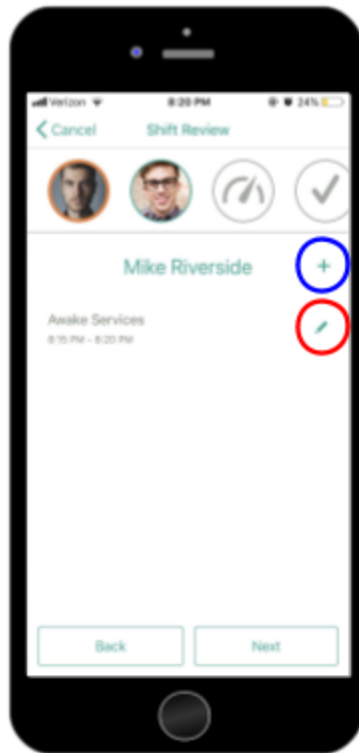 verizon 8:20 PM 24%
Cancel Shift Review
Mike Riverside +
Awake Services
8:15 PM - 8:20 PM
Back Next